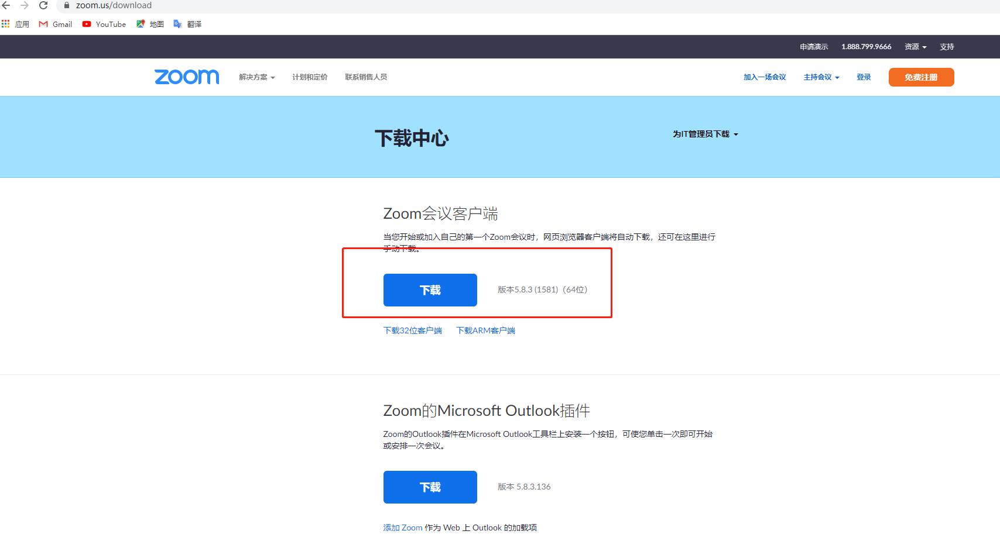 zoom.us/download
应用 Gmail YouTube 地图 翻译
申请演示 1.888.799.9666 资源 支持
zoom 解决方案 计划和定价 联系销售人员 加入一场会议 主持会议 登录 免费注册
下载中心 为IT管理员下载
Zoom会议客户端
当您开始或加入自己的第一个Zoom会议时，网页浏览器客户端将自动下载，还可在这里进行
手动下载。
下载 版本5.8.3 (1581)（64位）
下载32位客户端 下载ARM客户端
Zoom的Microsoft Outlook插件
Zoom的Outlook插件在Microsoft Outlook工具栏上安装一个按钮，可使您单击一次即可开始
或安排一次会议。
下载 版本 5.8.3.136
添加 Zoom 作为 Web 上 Outlook 的加载项